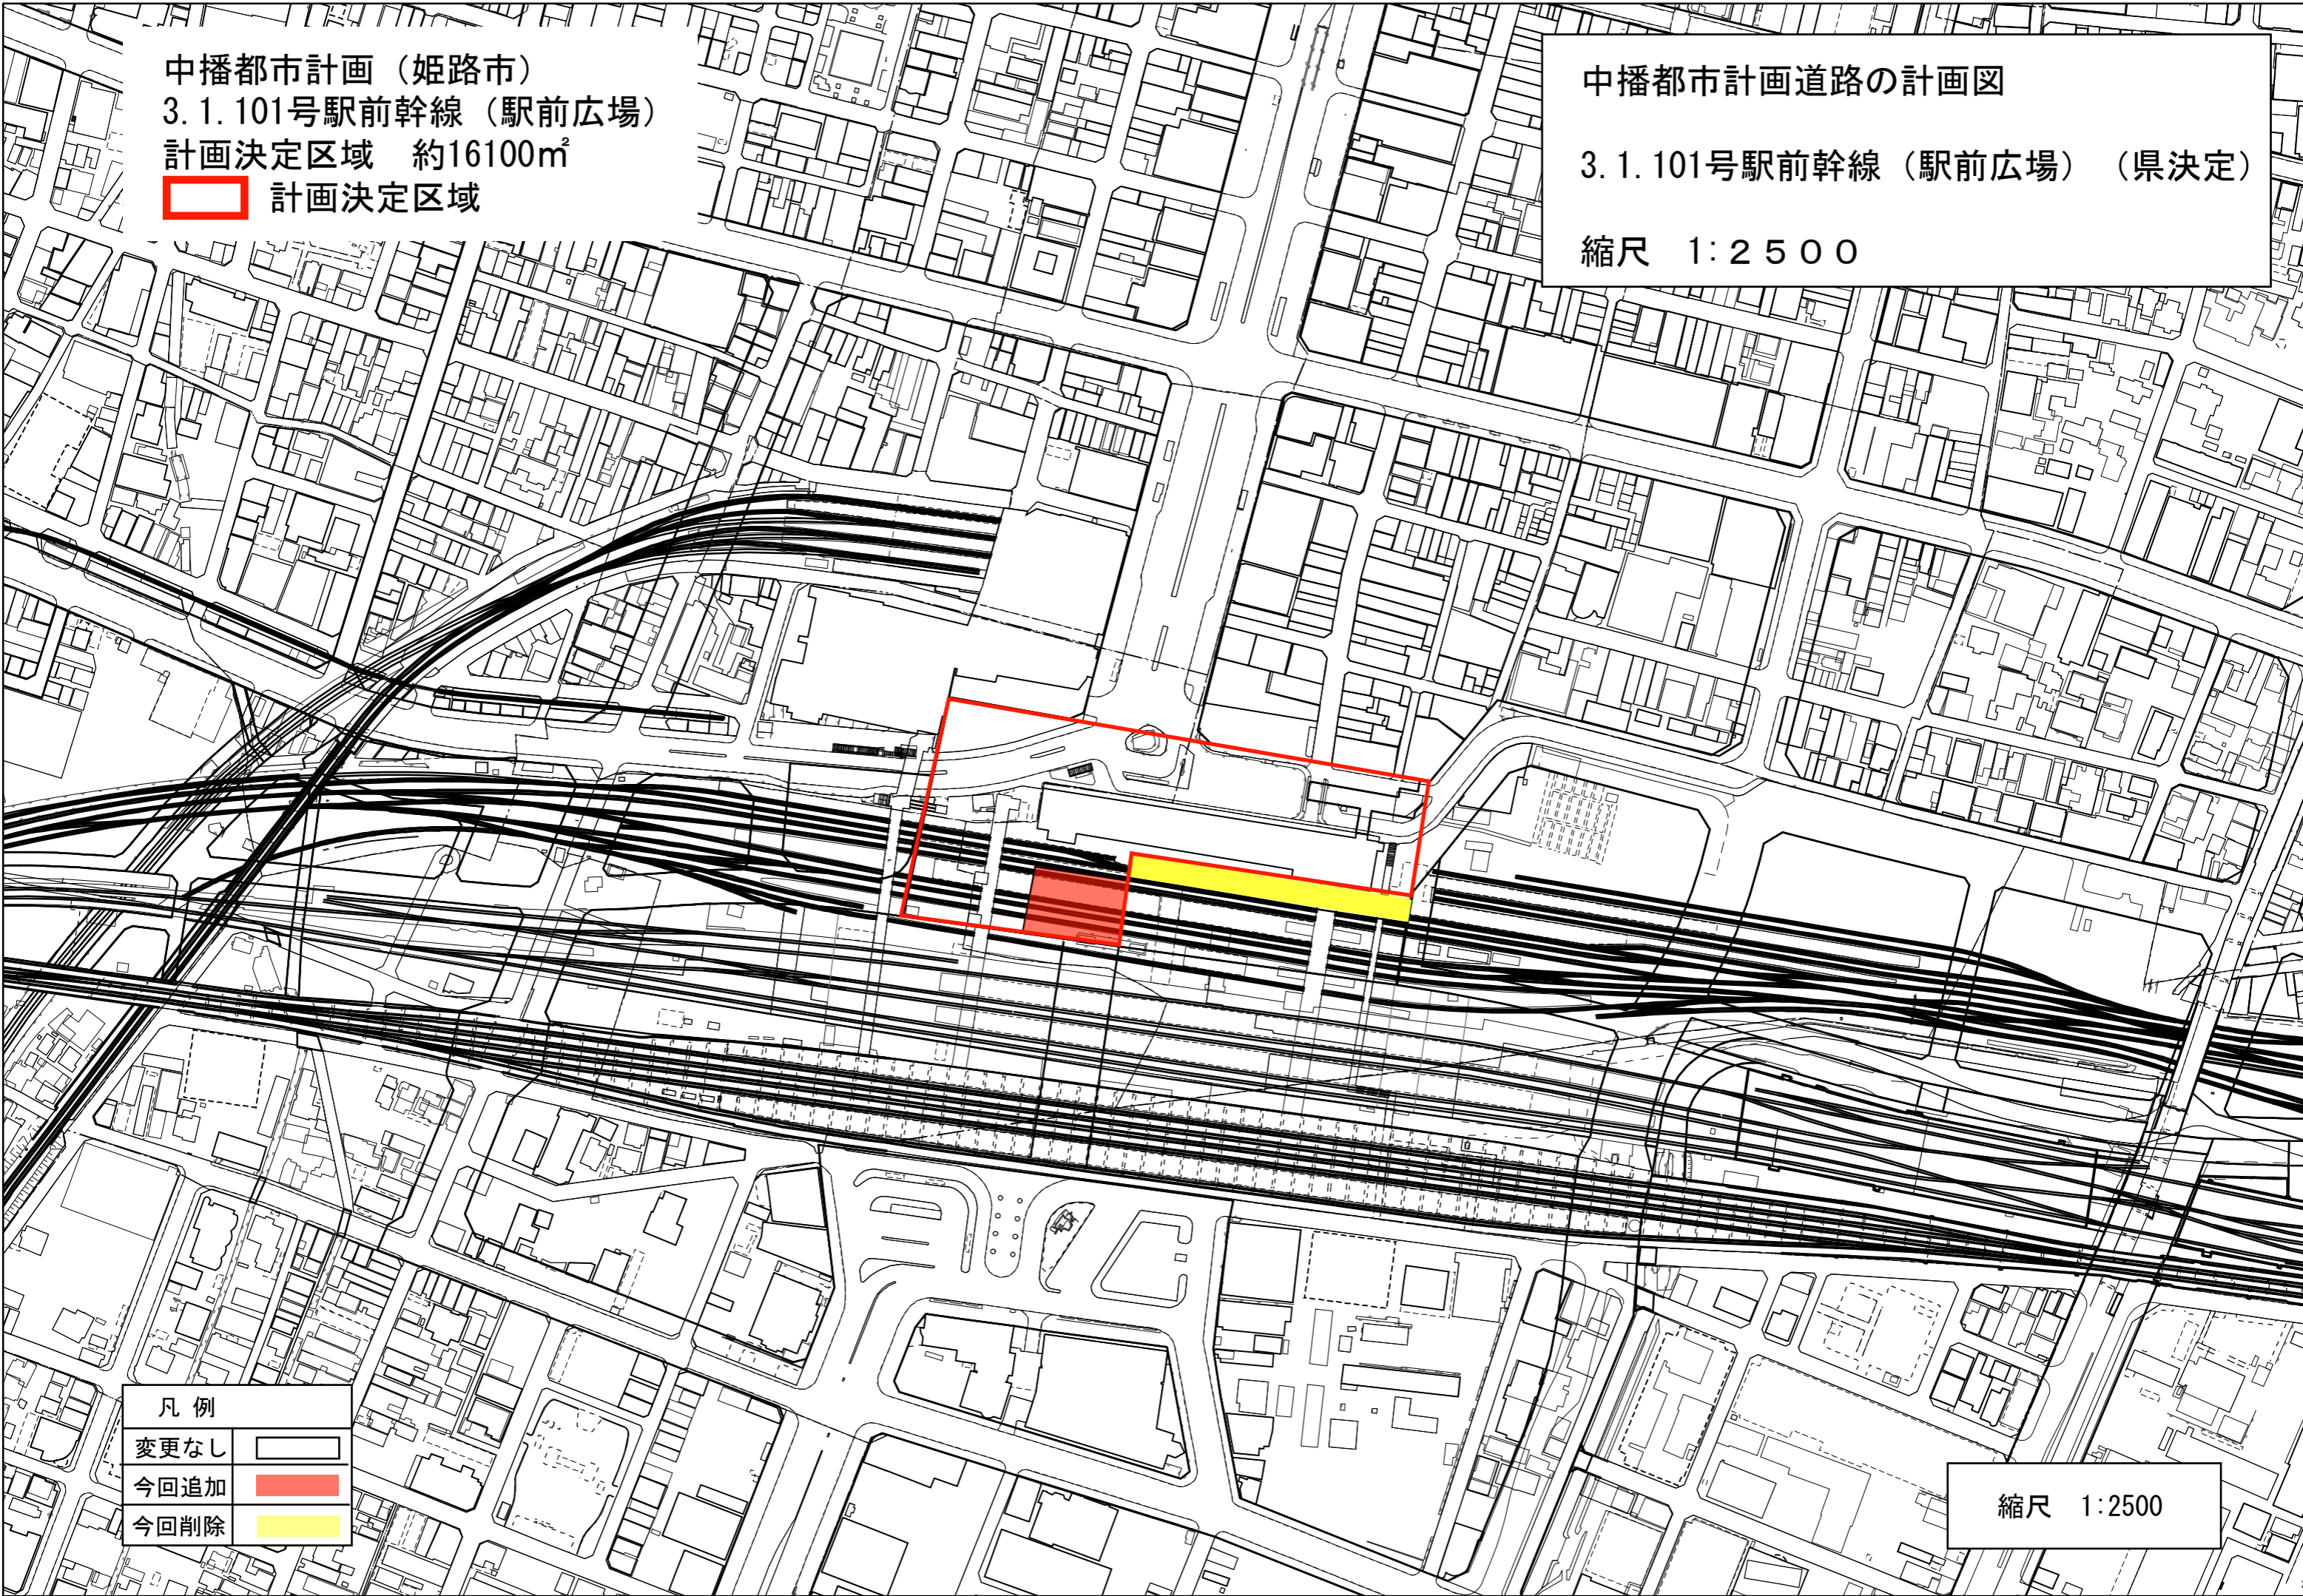 中播都市計画（姫路市）
3.1.101号駅前幹線（駅前広場）
計画決定区域　約16100㎡
計画決定区域
中播都市計画道路の計画図
3.1.101号駅前幹線（駅前広場）（県決定）
縮尺　1:２５００
凡 例
変更なし
今回追加
今回削除
縮尺　1:2500